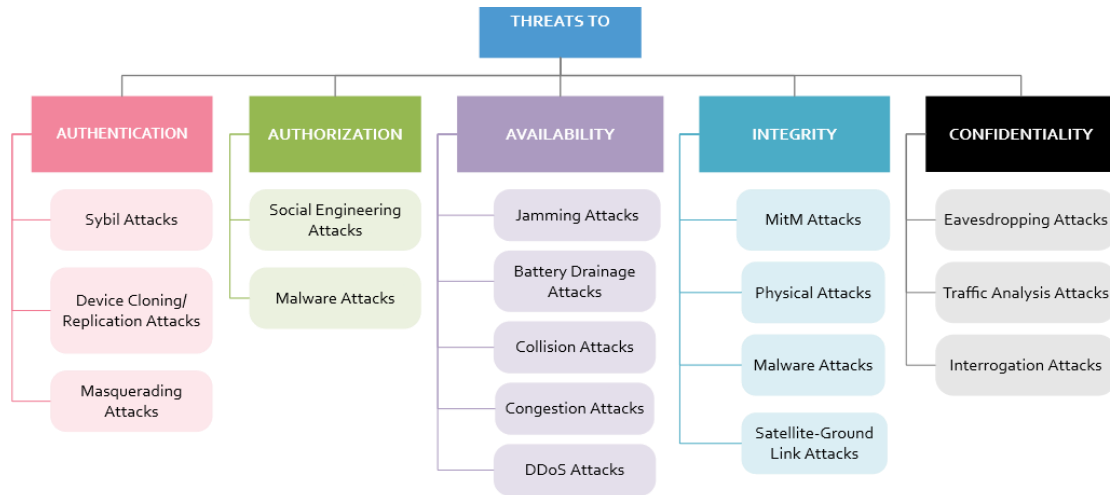 THREATS TO
AUTHENTICATION
Sybil Attacks
Device Cloning/
Replication Attacks
Masquerading
Attacks
AUTHORIZATION
Social Engineering
Attacks
Malware Attacks
AVAILABILITY
Jamming Attacks
Battery Drainage
Attacks
Collision Attacks
Congestion Attacks
DDoS Attacks
INTEGRITY
MitM Attacks
Physical Attacks
Malware Attacks
Satellite-Ground
Link Attacks
CONFIDENTIALITY
Eavesdropping Attacks
Traffic Analysis Attacks
Interrogation Attacks